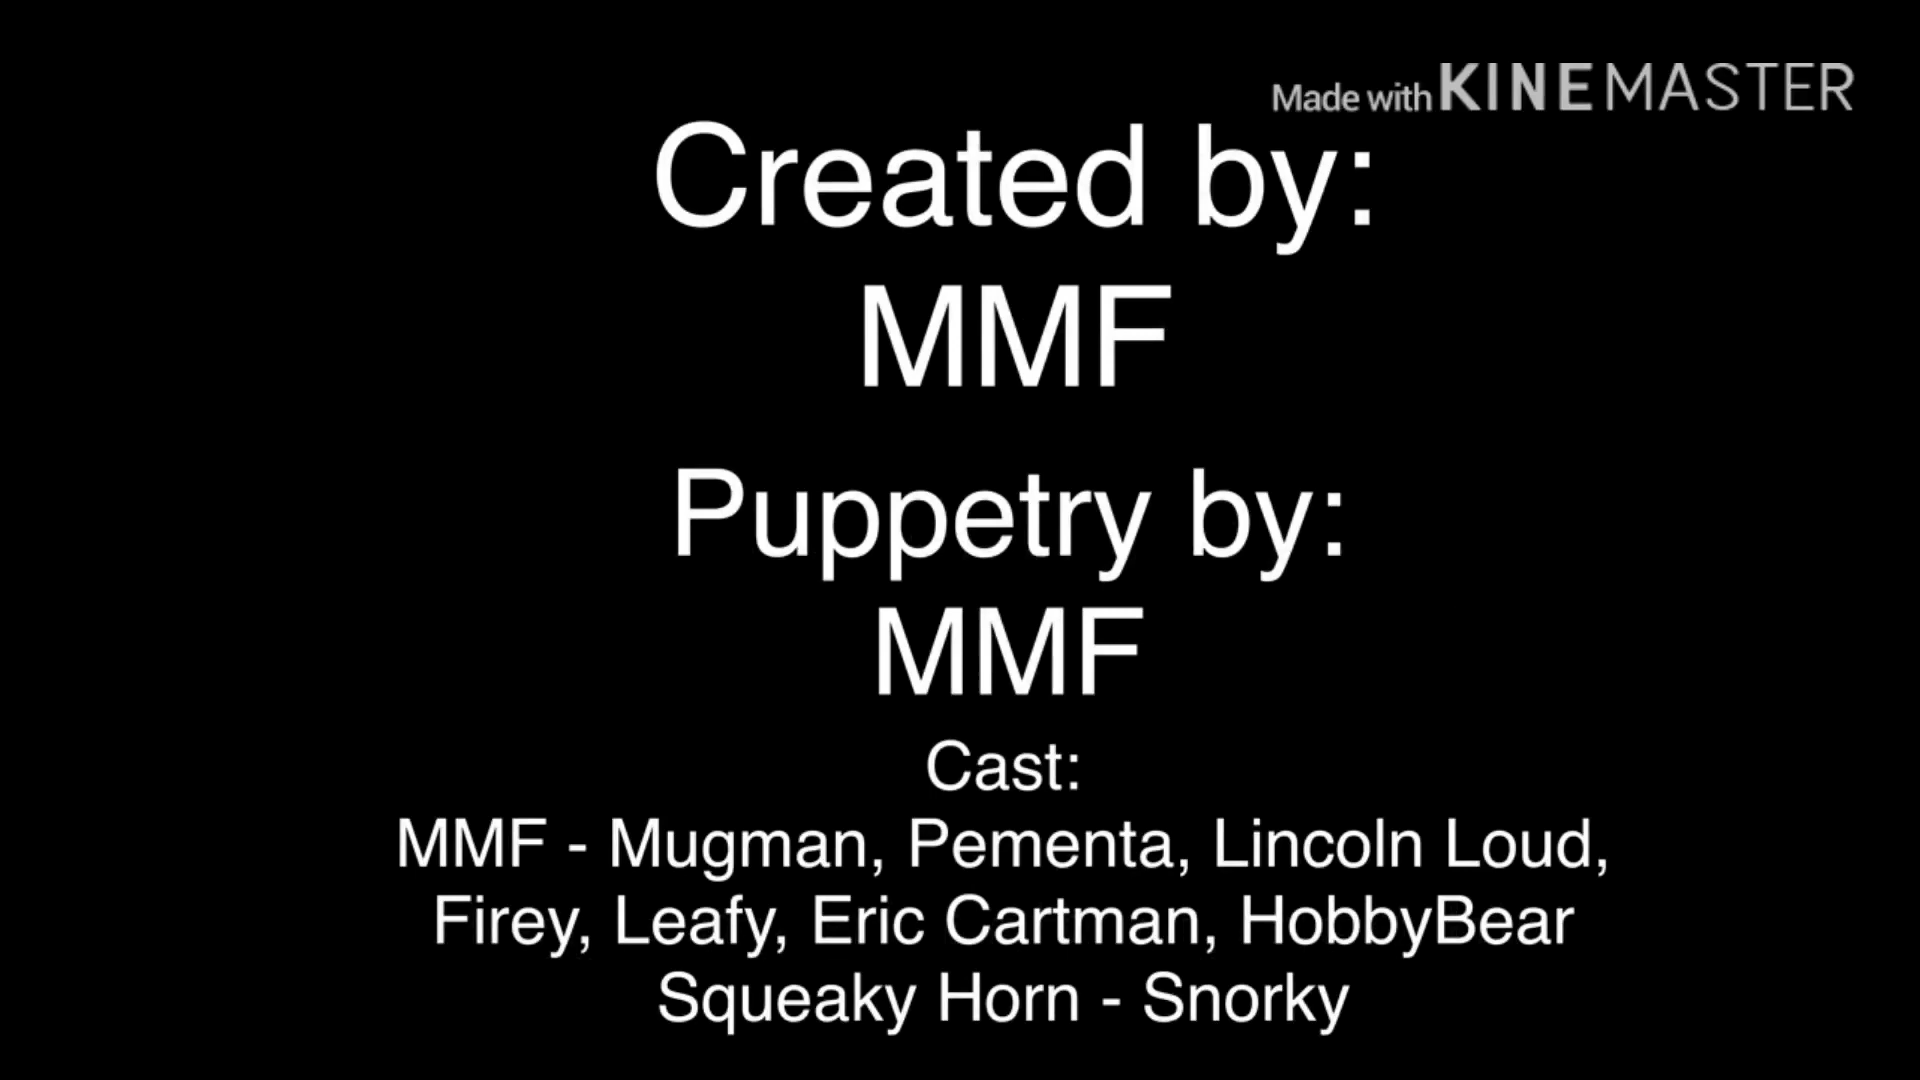 Made with KINEMASTER
Created by:
MMF
Puppetry by:
MMF
Cast:
MMF - Mugman, Pementa, Lincoln Loud,
Firey, Leafy, Eric Cartman, HobbyBear
Squeaky Horn - Snorky